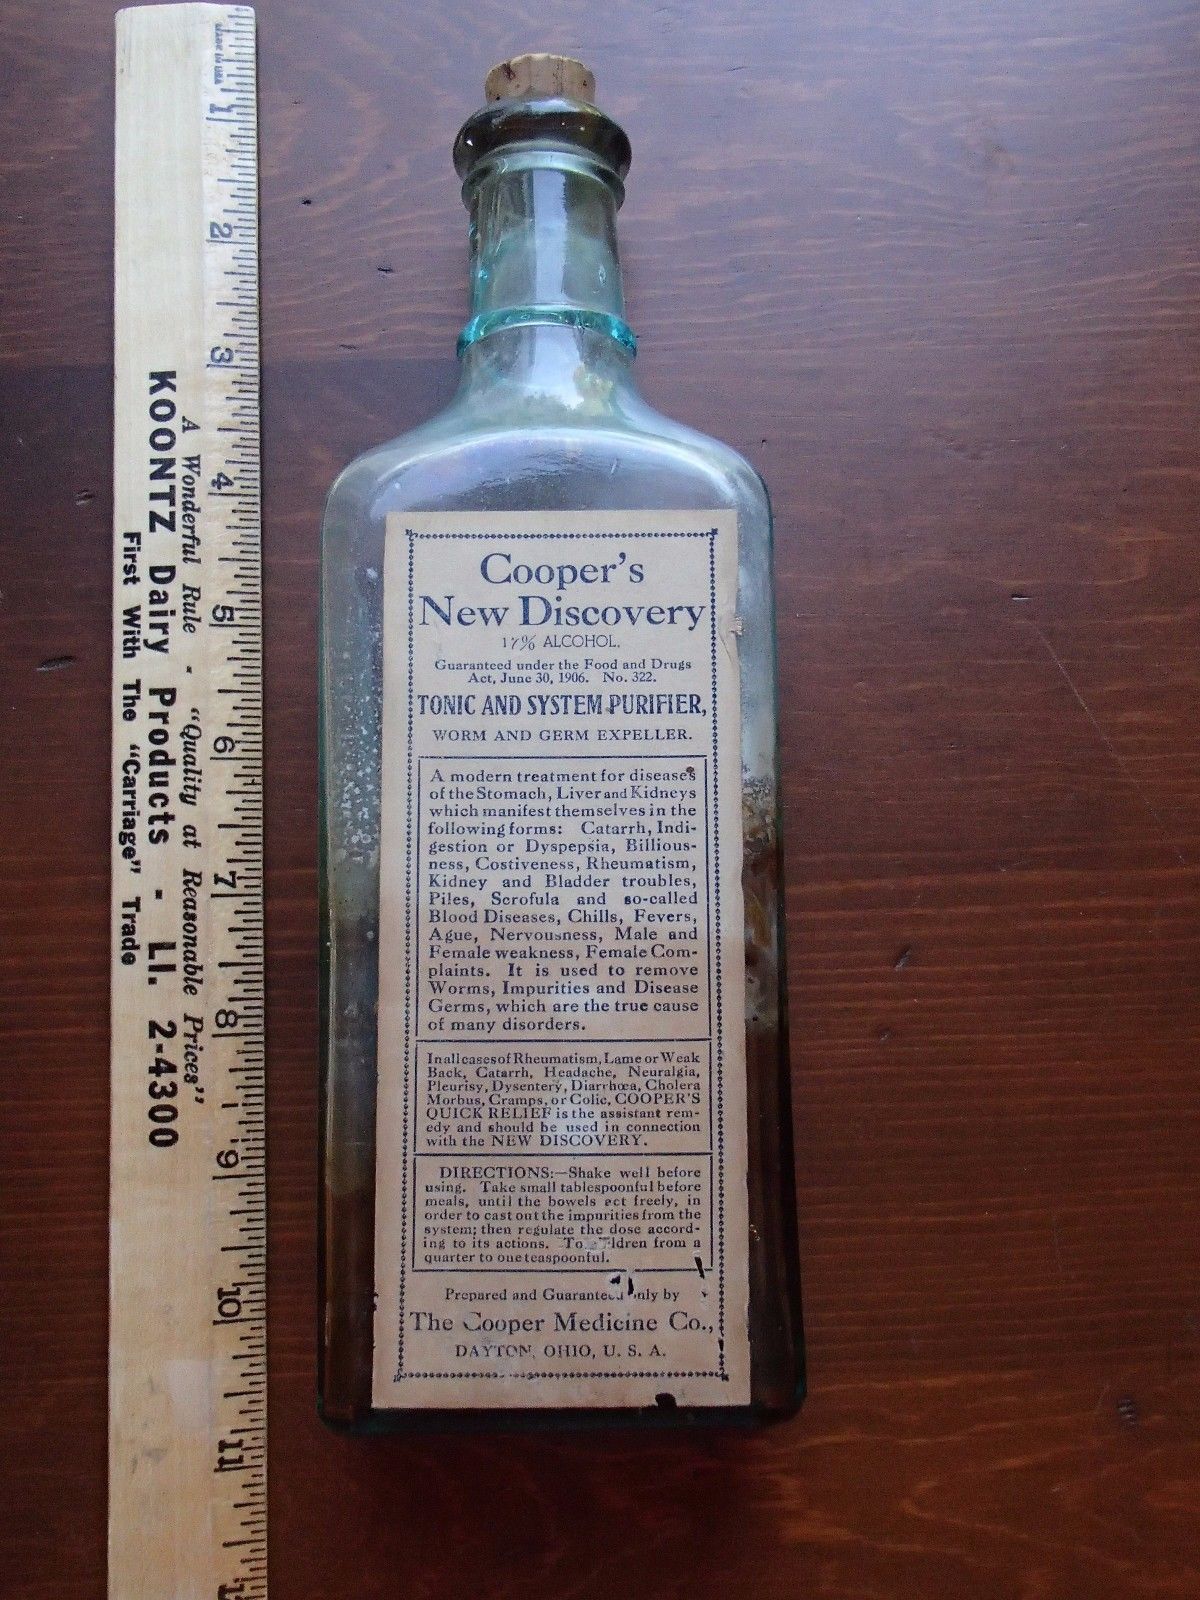 MADE IN USA
1
2
3
4
5
6
7
8
9
10
11
A Wonderful Rule - "Quality at Reasonable Prices"
KOONTZ Dairy Products - LI. 2-4300
First With The "Carriage" Trade
Cooper's
New Discovery
17% ALCOHOL.
Guaranteed under the Food and Drugs
Act, June 30, 1906. No. 322.
TONIC AND SYSTEM PURIFIER,
WORM AND GERM EXPELLER.
A modern treatment for diseases
of the Stomach, Liver and Kidneys
which manifest themselves in the
following forms: Catarrh, Indi-
gestion or Dyspepsia, Billious-
ness, Costiveness, Rheumatism,
Kidney and Bladder troubles,
Piles, Scrofula and so-called
Blood Diseases, Chills, Fevers,
Ague, Nervousness, Male and
Female weakness, Female Com-
plaints. It is used to remove
Worms, Impurities and Disease
Germs, which are the true cause
of many disorders.
In all cases of Rheumatism, Lame or Weak
Back, Catarrh, Headache, Neuralgia,
Pleurisy, Dysentery, Diarrhœa, Cholera
Morbus, Cramps, or Colic, COOPER'S
QUICK RELIEF is the assistant rem-
edy and should be used in connection
with the NEW DISCOVERY.
DIRECTIONS:—Shake well before
using. Take small tablespoonful before
meals, until the bowels act freely, in
order to cast out the impurities from the
system; then regulate the dose accord-
ing to its actions. To from a
quarter to one teaspoonful.
Prepared and Guaranteed only by
The Cooper Medicine Co.,
DAYTON, OHIO, U. S. A.